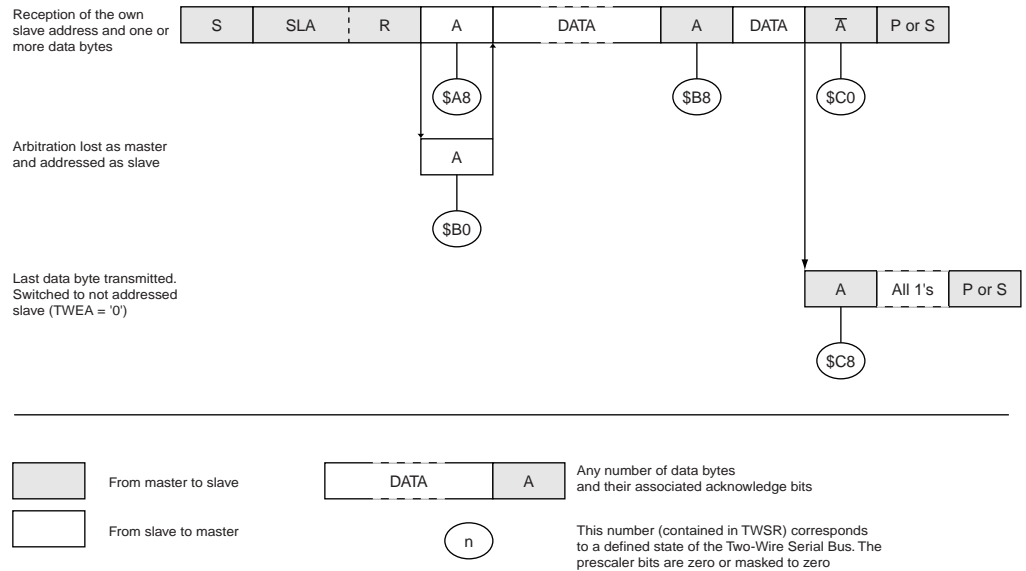 Reception of the own
slave address and one or
more data bytes
S SLA R A DATA A DATA A̅ P or S
$A8 $B8 $C0
Arbitration lost as master
and addressed as slave
A
$B0
Last data byte transmitted.
Switched to not addressed
slave (TWEA = '0')
A All 1's P or S
$C8
From master to slave
DATA A
Any number of data bytes
and their associated acknowledge bits
From slave to master
n
This number (contained in TWSR) corresponds
to a defined state of the Two-Wire Serial Bus. The
prescaler bits are zero or masked to zero